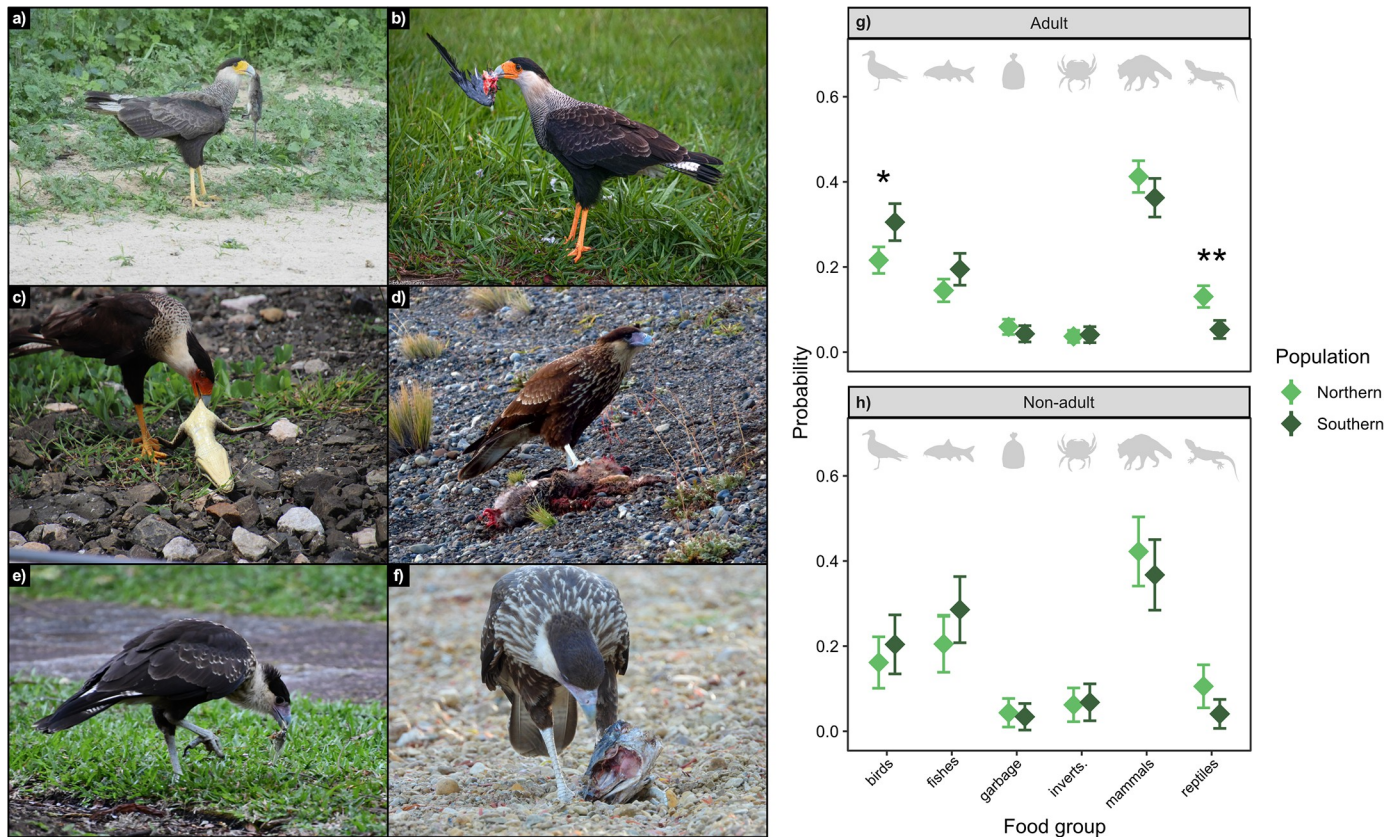 a)
b)
c)
d)
e)
f)
g)
Adult
0.6
0.4
0.2
0.0
*
**
h)
Non-adult
0.6
0.4
0.2
0.0
Probability
birds
fishes
garbage
inverts.
mammals
reptiles
Food group
Population
Northern
Southern